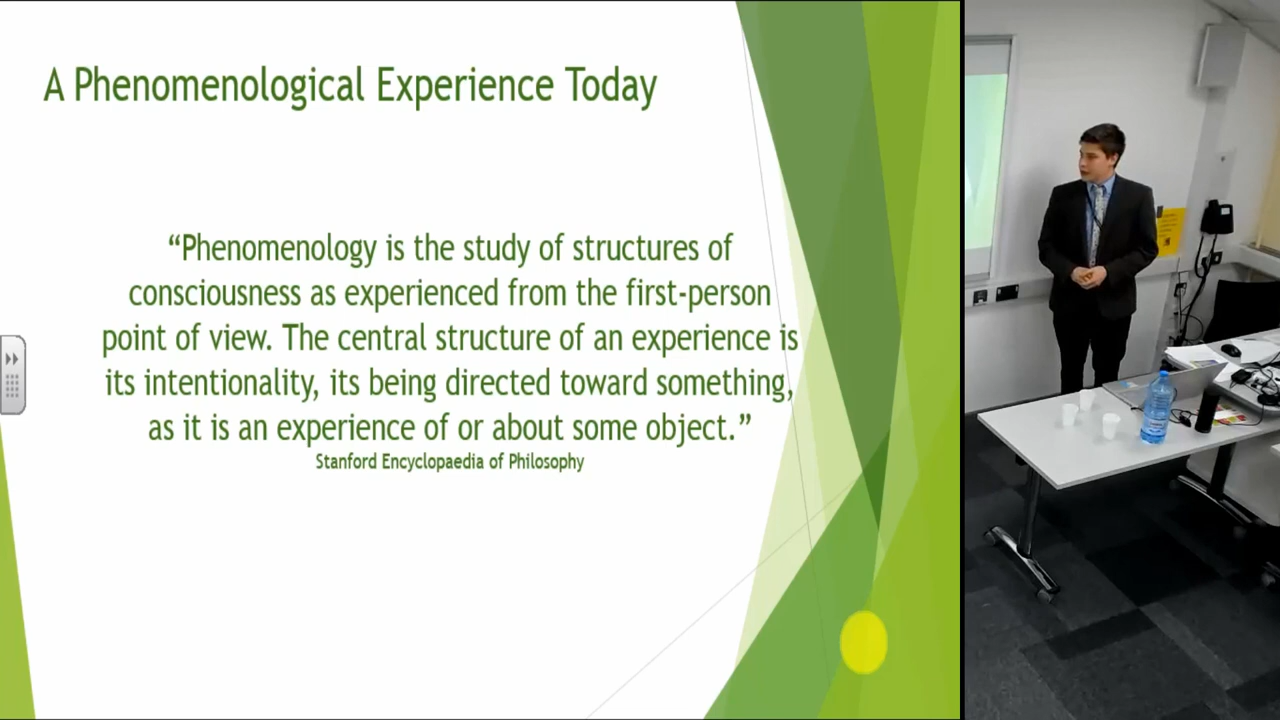 A Phenomenological Experience Today
“Phenomenology is the study of structures of
consciousness as experienced from the first-person
point of view. The central structure of an experience is
its intentionality, its being directed toward something,
as it is an experience of or about some object.”
Stanford Encyclopaedia of Philosophy